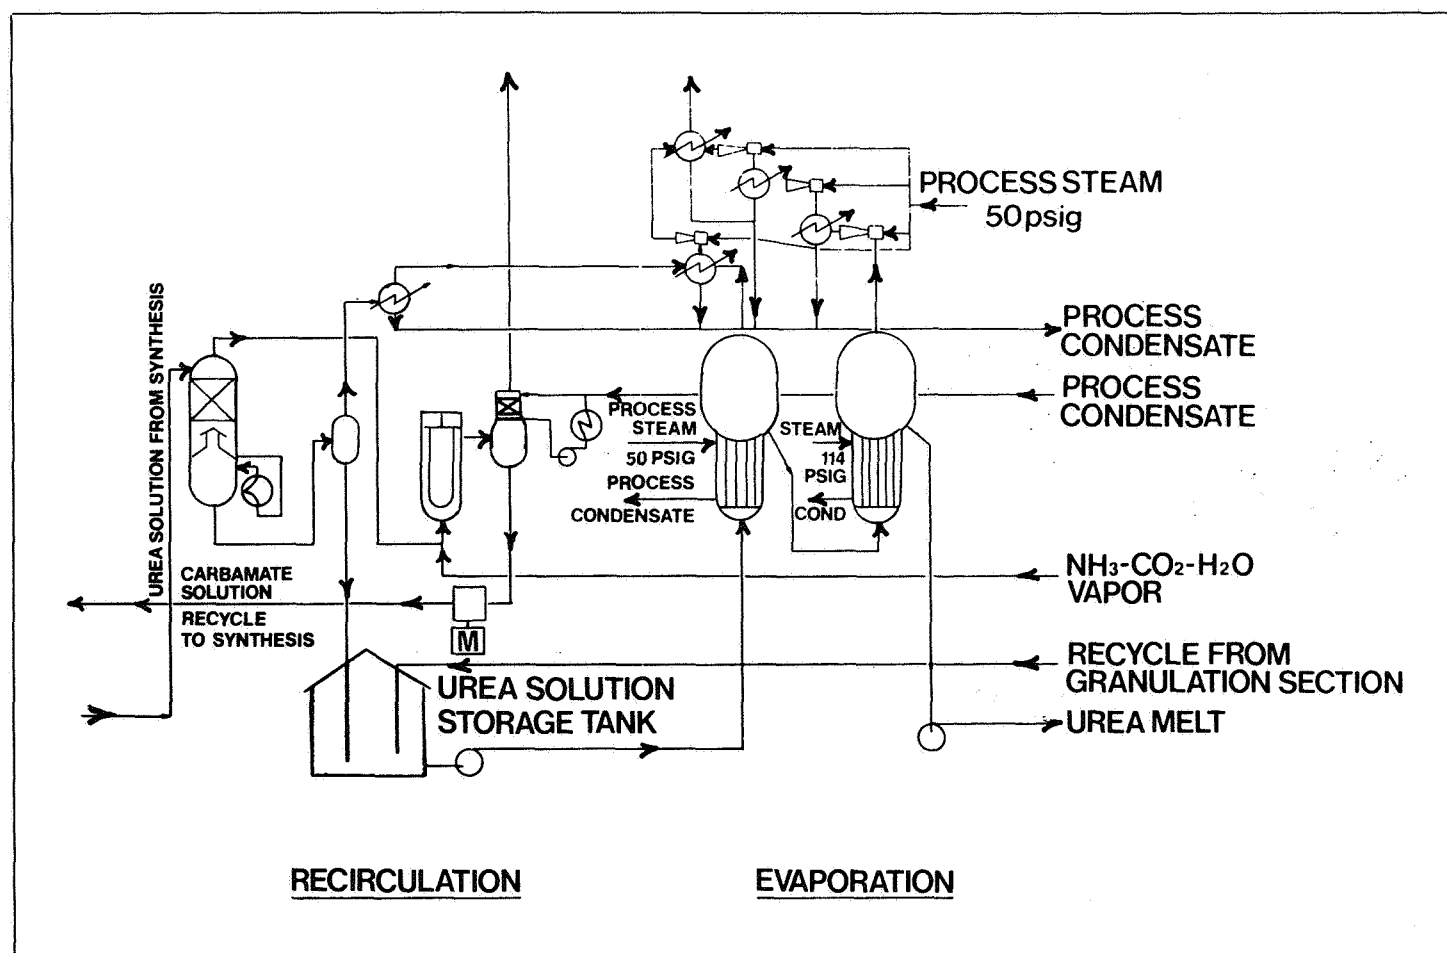 PROCESS STEAM
50psig
UREA SOLUTION FROM SYNTHESIS
PROCESS
CONDENSATE
PROCESS
CONDENSATE
PROCESS
STEAM
50 PSIG
PROCESS
CONDENSATE
STEAM
114
PSIG
COND
NH3-CO2-H2O
VAPOR
CARBAMATE
SOLUTION
RECYCLE
TO SYNTHESIS
M
RECYCLE FROM
GRANULATION SECTION
UREA SOLUTION
STORAGE TANK
UREA MELT
RECIRCULATION
EVAPORATION